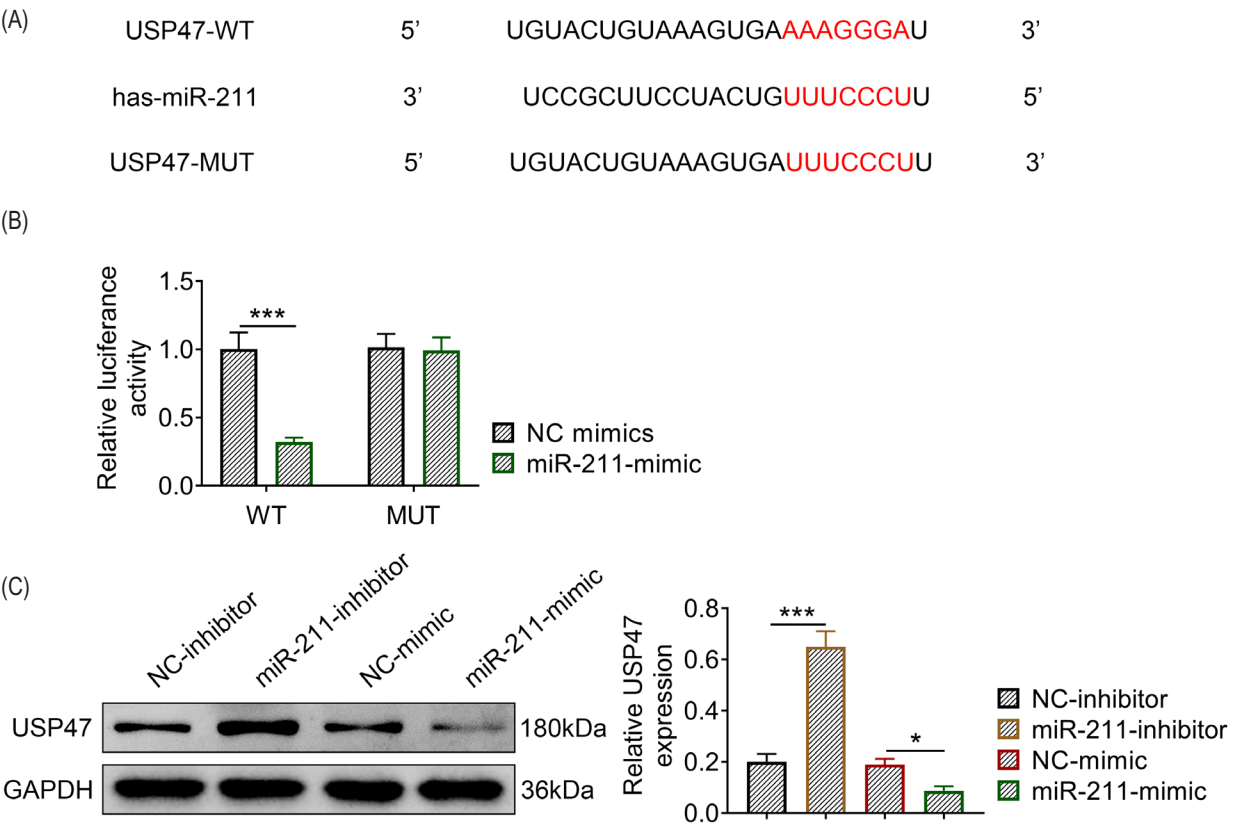 (A)
USP47-WT 5’ UGUACUGUAAAGUGAAAAGGGAU 3’
has-miR-211 3’ UCCGCUUCCUACUGUUUCCCUU 5’
USP47-MUT 5’ UGUACUGUAAAGUGAUUUCCCUU 3’
(B)
Relative luciferance
activity
1.5
1.0
0.5
0.0
***
WT MUT
NC mimics
miR-211-mimic
(C)
NC-inhibitor
miR-211-inhibitor
NC-mimic
miR-211-mimic
USP47 180kDa
GAPDH 36kDa
Relative USP47
expression
0.8
0.6
0.4
0.2
0.0
***
*
NC-inhibitor
miR-211-inhibitor
NC-mimic
miR-211-mimic